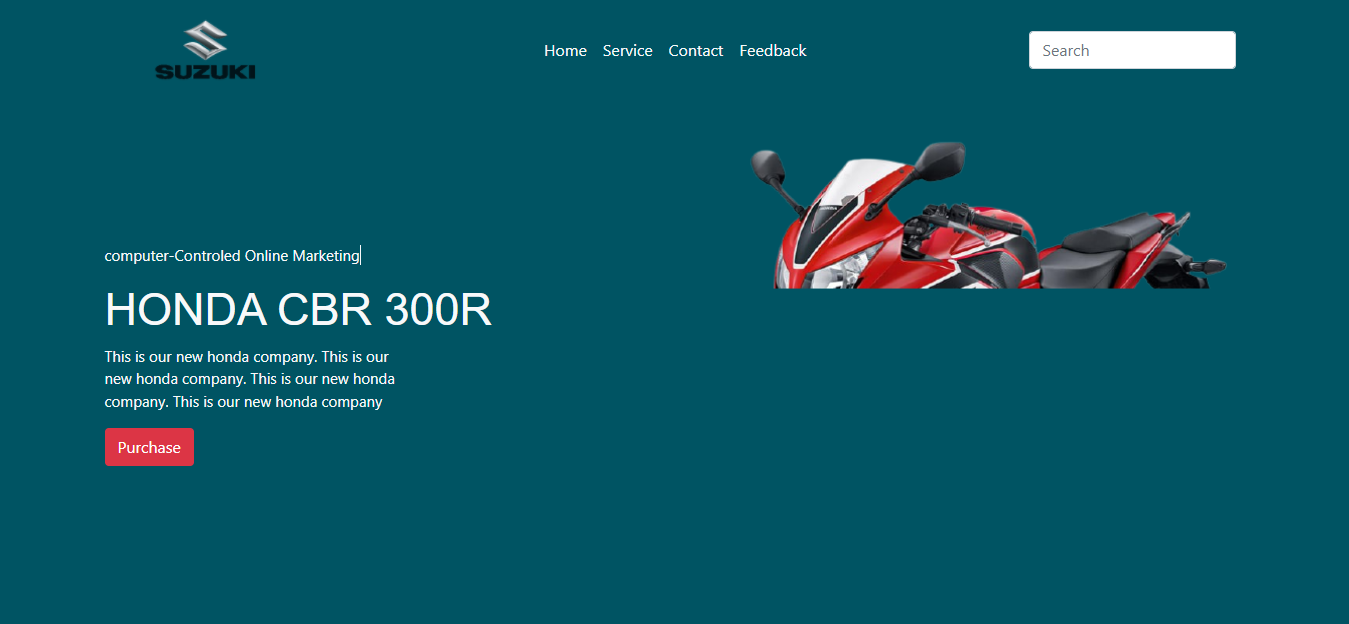 SUZUKI
Home Service Contact Feedback
Search
HONDA
computer-Controled Online Marketing
HONDA CBR 300R
This is our new honda company. This is our
new honda company. This is our new honda
company. This is our new honda company
Purchase